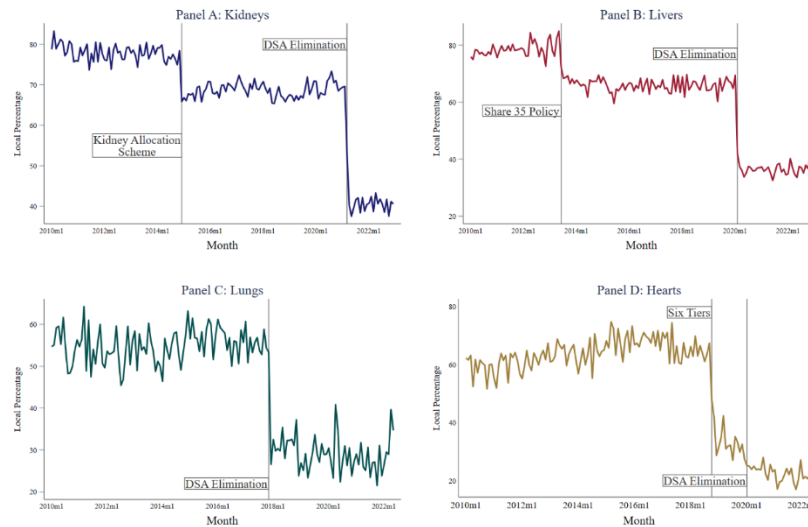 Panel A: Kidneys
DSA Elimination
Kidney Allocation
Scheme
Local Percentage
80
70
60
50
40
2010m1 2012m1 2014m1 2016m1 2018m1 2020m1 2022m1
Month
Panel B: Livers
DSA Elimination
Share 35 Policy
Local Percentage
80
60
40
20
2010m1 2012m1 2014m1 2016m1 2018m1 2020m1 2022m1
Month
Panel C: Lungs
DSA Elimination
Local Percentage
60
50
40
30
20
2010m1 2012m1 2014m1 2016m1 2018m1 2020m1 2022m1
Month
Panel D: Hearts
Six Tiers
DSA Elimination
Local Percentage
80
60
40
20
2010m1 2012m1 2014m1 2016m1 2018m1 2020m1 2022m1
Month